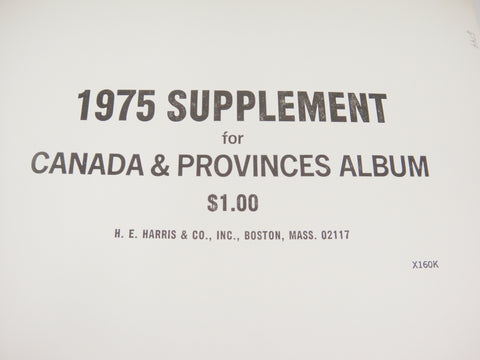 1975 SUPPLEMENT
for
CANADA & PROVINCES ALBUM
$1.00
H. E. HARRIS & CO., INC., BOSTON, MASS. 02117
X160K